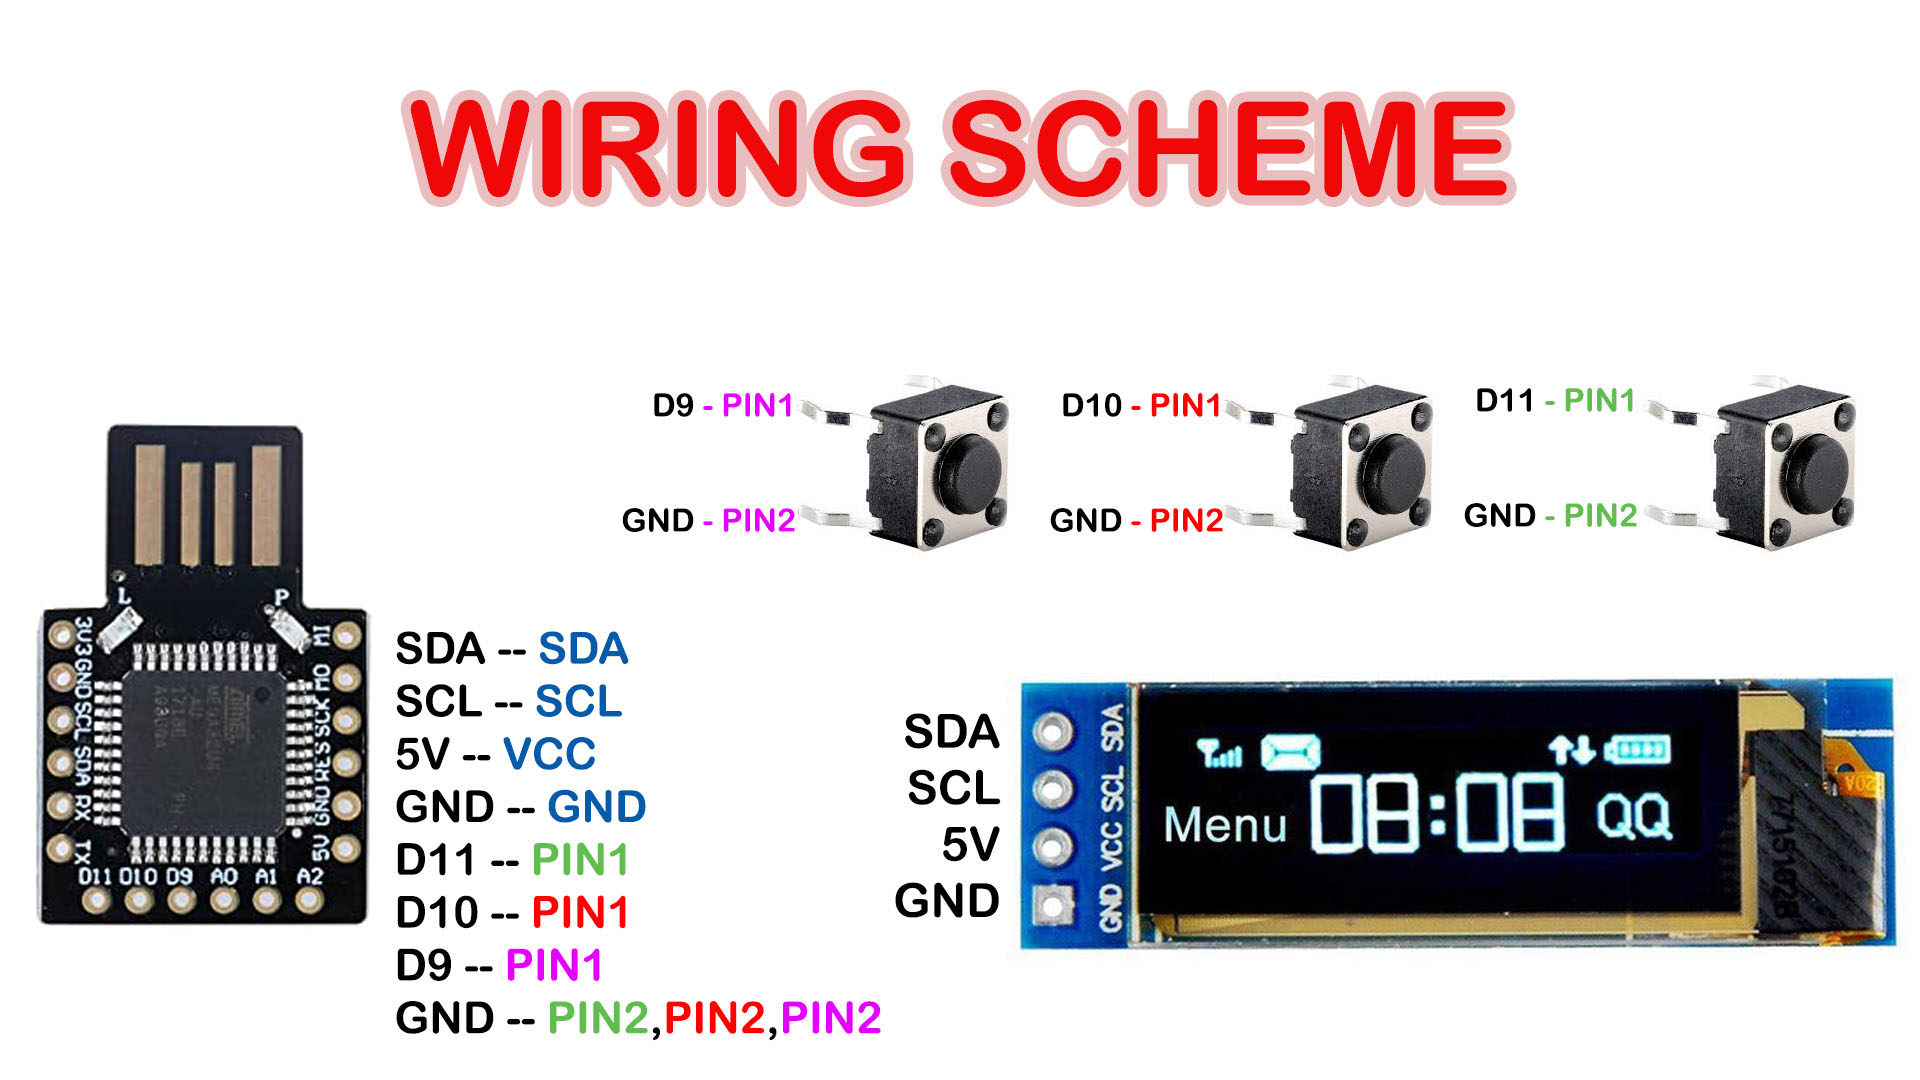 WIRING SCHEME
D9 - PIN1
D10 - PIN1
D11 - PIN1
GND - PIN2
GND - PIN2
GND - PIN2
L
P
3V3
GND
SCL
SDA
RX
TX
MI
MO
SCK
RES
GND
5V
D11 D10 D9 A0 A1 A2
SDA -- SDA
SCL -- SCL
5V -- VCC
GND -- GND
D11 -- PIN1
D10 -- PIN1
D9 -- PIN1
GND -- PIN2,PIN2,PIN2
SDA
SCL
5V
GND
GND VCC SCL SDA
Menu 08:08 QQ